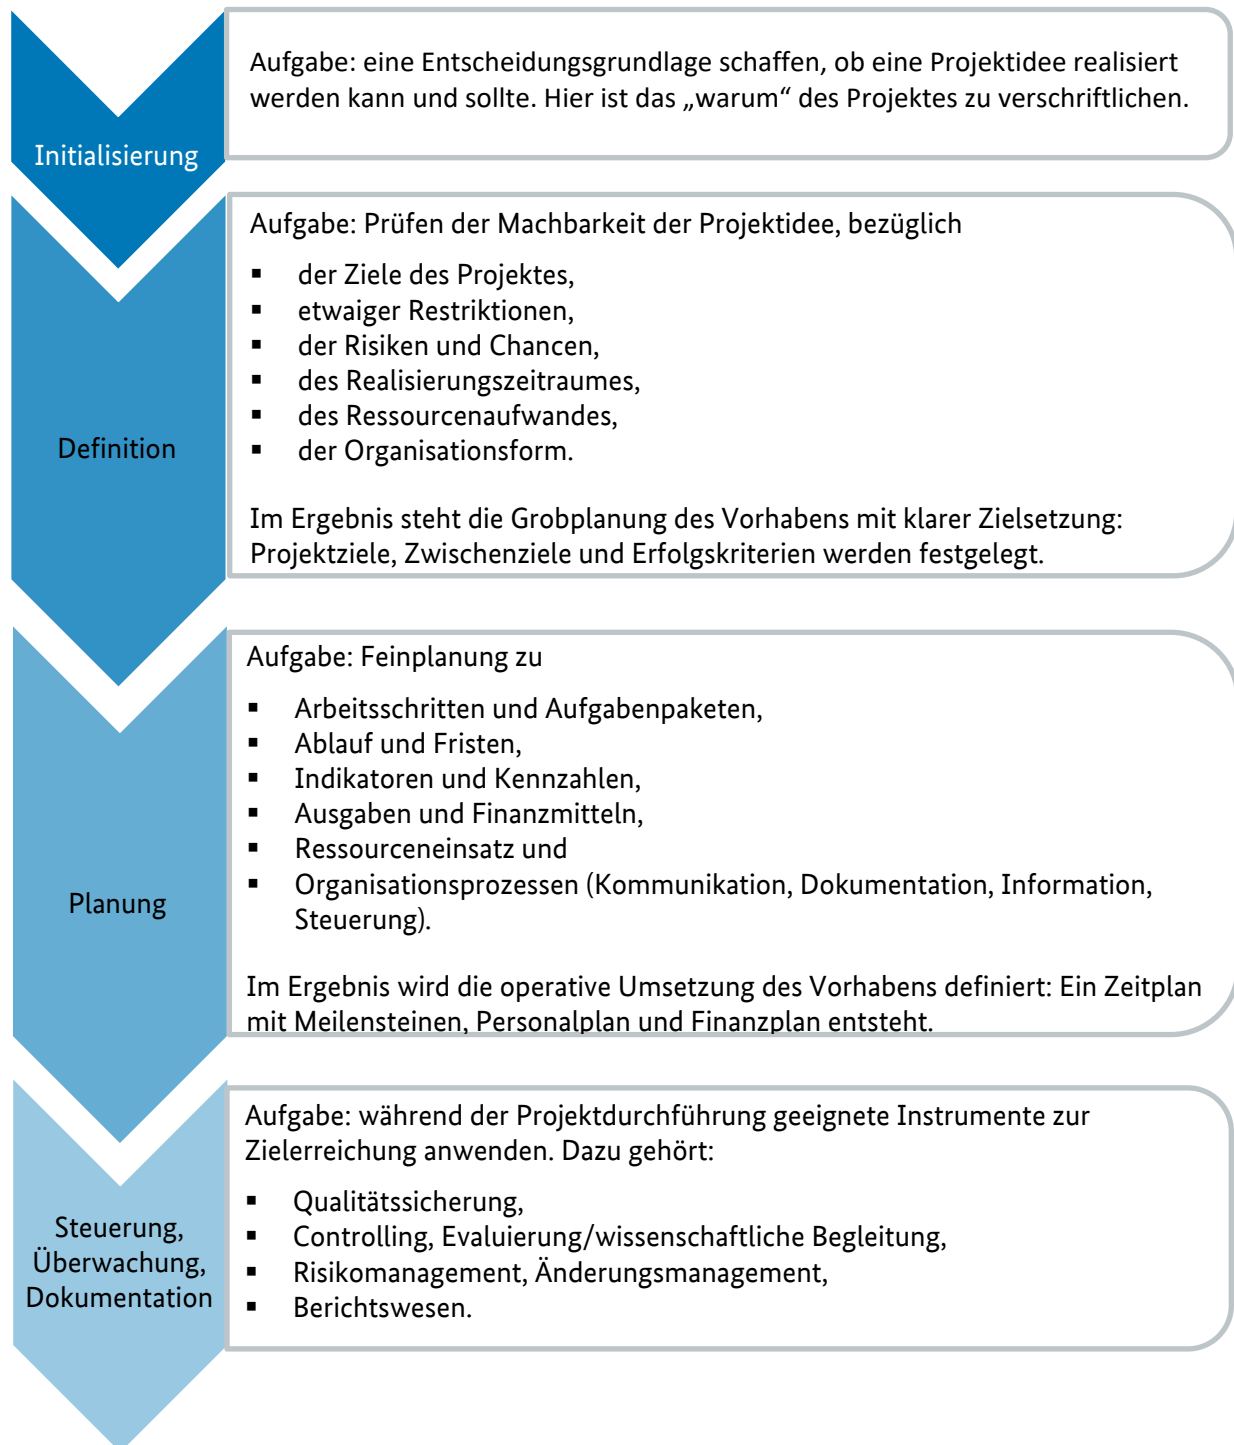 Initialisierung
Aufgabe: eine Entscheidungsgrundlage schaffen, ob eine Projektidee realisiert
werden kann und sollte. Hier ist das „warum“ des Projektes zu verschriftlichen.
Definition
Aufgabe: Prüfen der Machbarkeit der Projektidee, bezüglich
▪ der Ziele des Projektes,
▪ etwaiger Restriktionen,
▪ der Risiken und Chancen,
▪ des Realisierungszeitraumes,
▪ des Ressourcenaufwandes,
▪ der Organisationsform.
Im Ergebnis steht die Grobplanung des Vorhabens mit klarer Zielsetzung:
Projektziele, Zwischenziele und Erfolgskriterien werden festgelegt.
Planung
Aufgabe: Feinplanung zu
▪ Arbeitsschritten und Aufgabenpaketen,
▪ Ablauf und Fristen,
▪ Indikatoren und Kennzahlen,
▪ Ausgaben und Finanzmitteln,
▪ Ressourceneinsatz und
▪ Organisationsprozessen (Kommunikation, Dokumentation, Information,
Steuerung).
Im Ergebnis wird die operative Umsetzung des Vorhabens definiert: Ein Zeitplan
mit Meilensteinen, Personalplan und Finanzplan entsteht.
Steuerung,
Überwachung,
Dokumentation
Aufgabe: während der Projektdurchführung geeignete Instrumente zur
Zielerreichung anwenden. Dazu gehört:
▪ Qualitätssicherung,
▪ Controlling, Evaluierung/wissenschaftliche Begleitung,
▪ Risikomanagement, Änderungsmanagement,
▪ Berichtswesen.